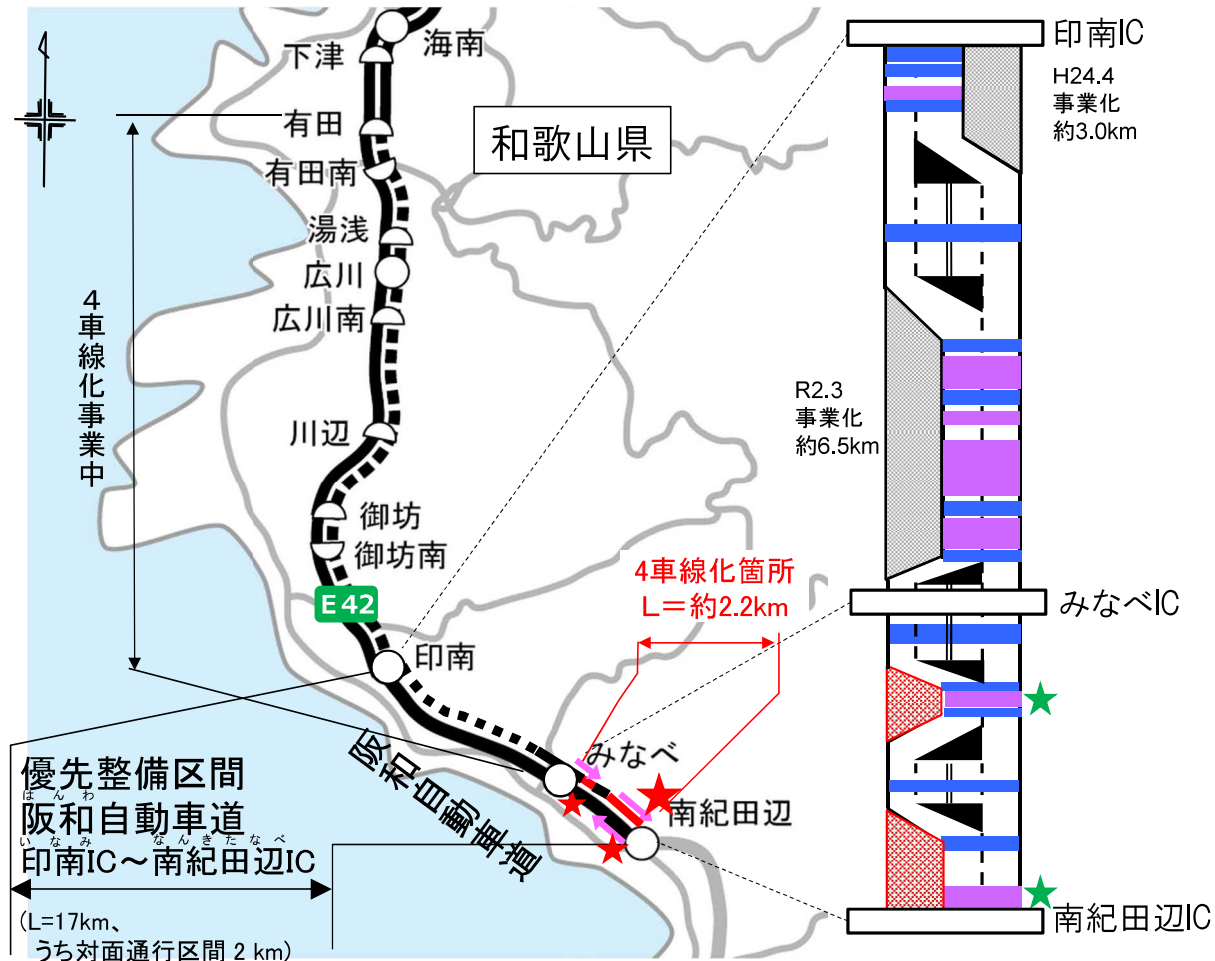 海南
下津
有田
有田南
湯浅
広川
広川南
川辺
御坊
御坊南
E42
印南
みなべ
南紀田辺
和歌山県
4車線化事業中
阪和自動車道
4車線化箇所
L=約2.2km
優先整備区間
はんわ
阪和自動車道
いなみ なんきたなべ
印南IC～南紀田辺IC
(L=17km、
うち対面通行区間 2 km)
印南IC
H24.4
事業化
約3.0km
R2.3
事業化
約6.5km
みなべIC
南紀田辺IC